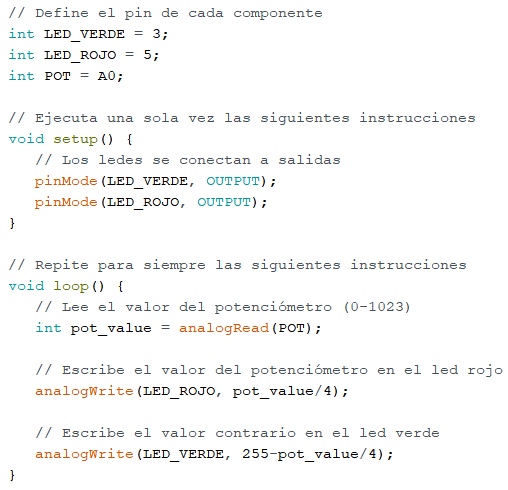 // Define el pin de cada componente
int LED_VERDE = 3;
int LED_ROJO = 5;
int POT = A0;

// Ejecuta una sola vez las siguientes instrucciones
void setup() {
   // Los ledes se conectan a salidas
   pinMode(LED_VERDE, OUTPUT);
   pinMode(LED_ROJO, OUTPUT);
}

// Repite para siempre las siguientes instrucciones
void loop() {
   // Lee el valor del potenciómetro (0-1023)
   int pot_value = analogRead(POT);

   // Escribe el valor del potenciómetro en el led rojo
   analogWrite(LED_ROJO, pot_value/4);

   // Escribe el valor contrario en el led verde
   analogWrite(LED_VERDE, 255-pot_value/4);
}